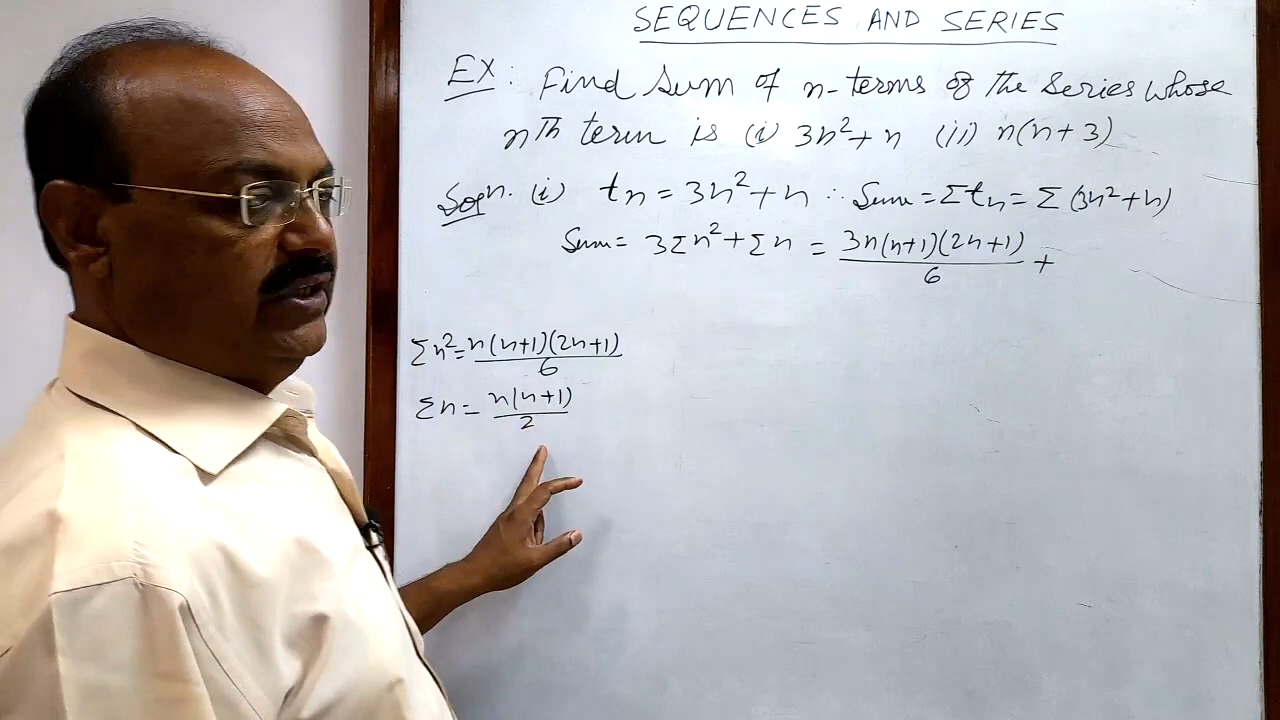 SEQUENCES AND SERIES
EX: Find Sum of n-terms of the Series whose
nTh term is (i) 3n²+n (ii) n(n+3)
Soln. (i) tn = 3n²+n ∴ Sum = Σtn = Σ (3n²+n)
Sum = 3Σn²+Σn = 3n(n+1)(2n+1)/6 +
Σn² = n(n+1)(2n+1)/6
Σn = n(n+1)/2